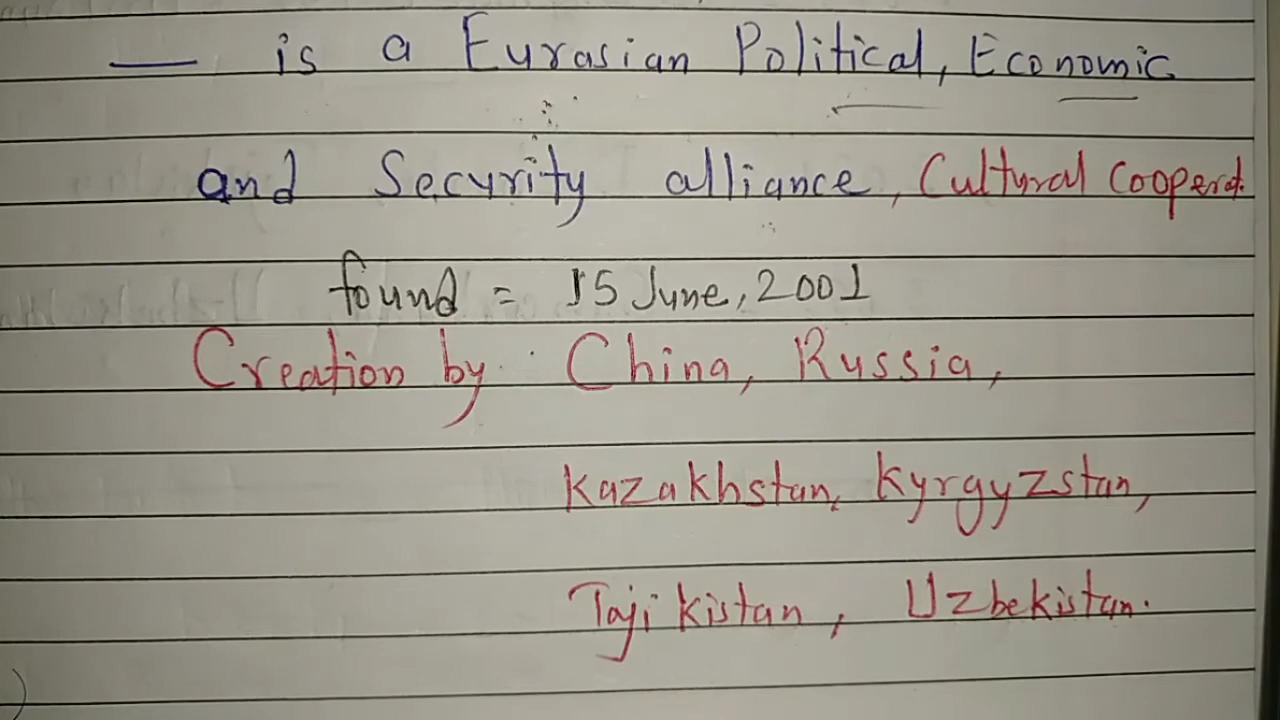 — is a Eurasian Political, Economic
and Security alliance, Cultural Cooperat.
found = 15 June, 2001
Creation by China, Russia,
Kazakhstan, Kyrgyzstan,
Tajikistan, Uzbekistan.